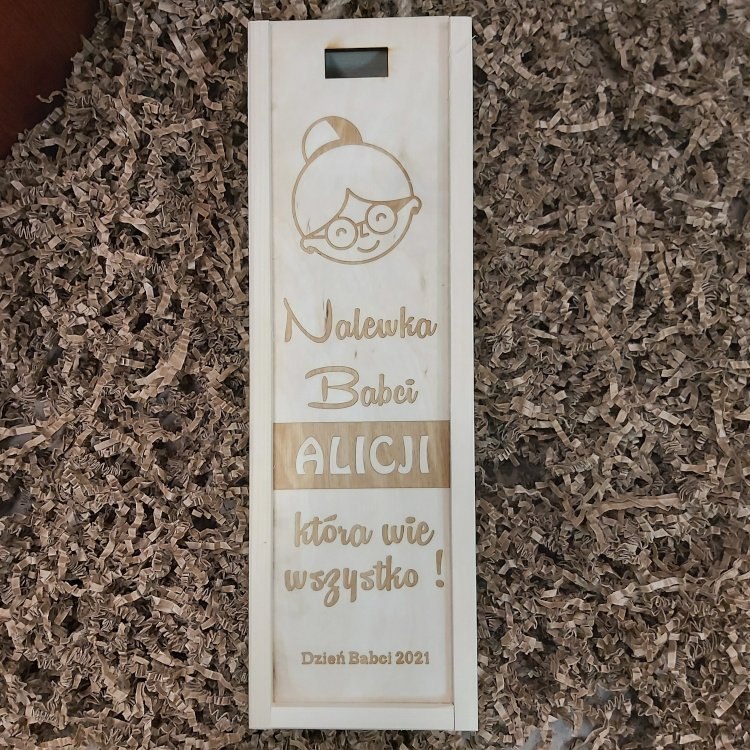 Nalewka
Babci
ALICJI
która wie
wszystko !
Dzień Babci 2021